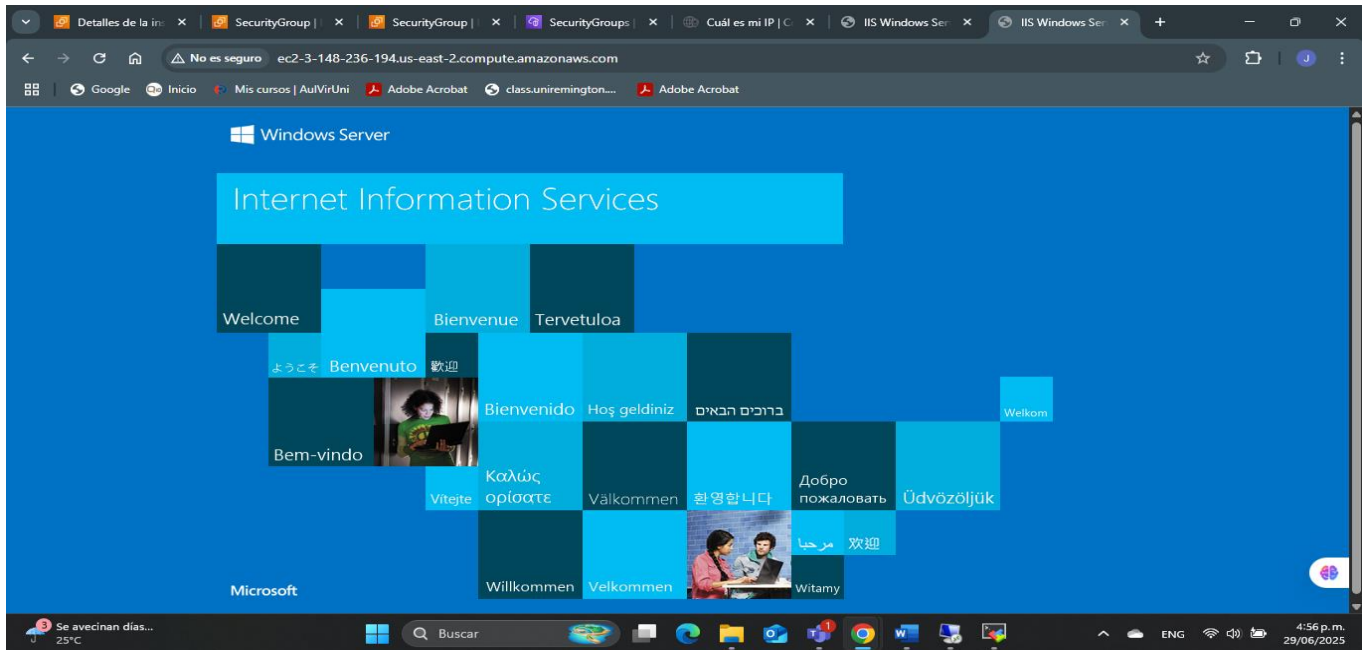 Detalles de la in:
SecurityGroup |
SecurityGroup |
SecurityGroups |
Cuál es mi IP | C
IIS Windows Ser
IIS Windows Ser
No es seguro
ec2-3-148-236-194.us-east-2.compute.amazonaws.com
J
Google
Inicio
Mis cursos | AulVirUni
Adobe Acrobat
class.uniremington....
Adobe Acrobat
Windows Server
Internet Information Services
Welcome
Bienvenue
Tervetuloa
ようこそ
Benvenuto
歡迎
Bienvenido
Hoş geldiniz
ברוכים הבאים
Welkom
Bem-vindo
Vítejte
Καλώς
ορίσατε
Välkommen
환영합니다
Добро
пожаловать
Üdvözöljük
مرحبا
欢迎
Microsoft
Willkommen
Velkommen
Witamy
3
Se avecinan días...
25°C
Buscar
1
ENG
4:56 p.m.
29/06/2025